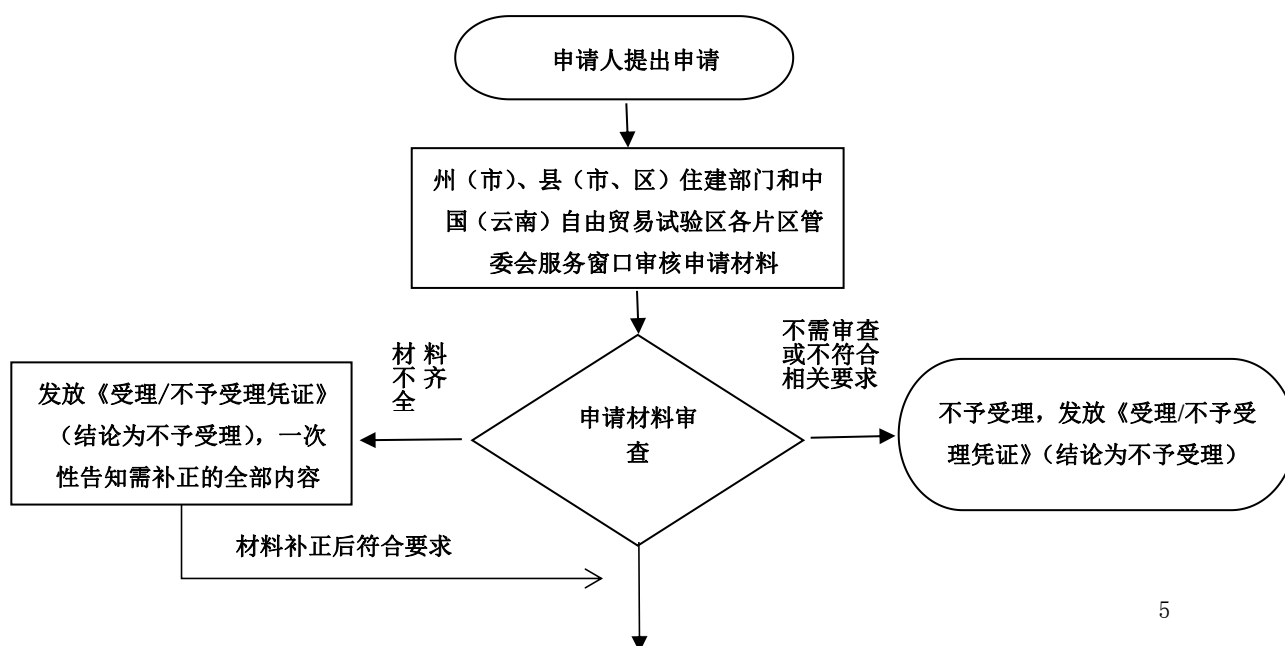 申请人提出申请
州（市）、县（市、区）住建部门和中
国（云南）自由贸易试验区各片区管
委会服务窗口审核申请材料
材料
不齐
全
不需审查
或不符合
相关要求
发放《受理/不予受理凭证》
（结论为不予受理），一次
性告知需补正的全部内容
申请材料审
查
不予受理，发放《受理/不予受
理凭证》（结论为不予受理）
材料补正后符合要求
5